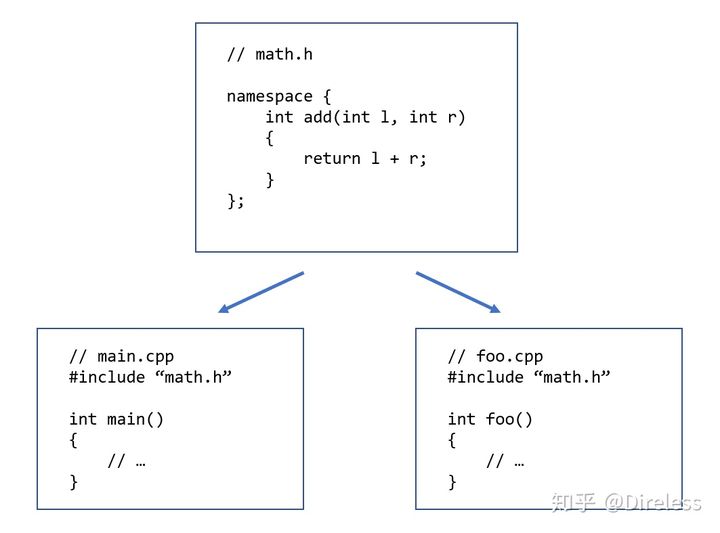 // math.h
namespace {
    int add(int l, int r)
    {
        return l + r;
    }
};
// main.cpp
#include “math.h”
int main()
{
    // …
}
// foo.cpp
#include “math.h”
int foo()
{
    // …
}
知乎 @Direless